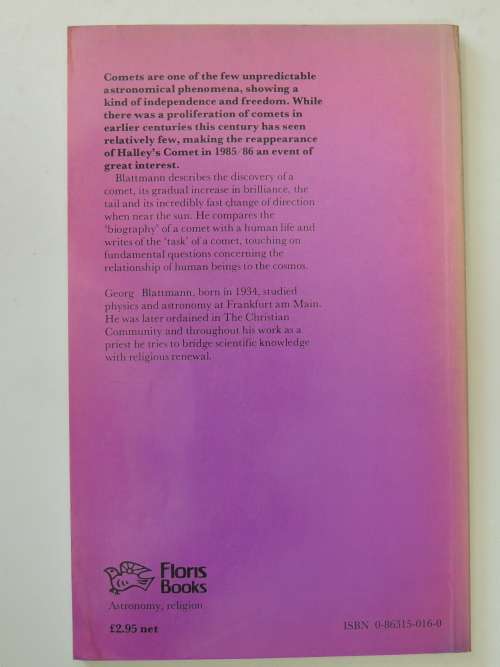 Comets are one of the few unpredictable
astronomical phenomena, showing a
kind of independence and freedom. While
there was a proliferation of comets in
earlier centuries this century has seen
relatively few, making the reappearance
of Halley's Comet in 1985/86 an event of
great interest.
Blattmann describes the discovery of a
comet, its gradual increase in brilliance, the
tail and its incredibly fast change of direction
when near the sun. He compares the
'biography' of a comet with a human life and
writes of the 'task' of a comet, touching on
fundamental questions concerning the
relationship of human beings to the cosmos.
Georg Blattmann, born in 1934, studied
physics and astronomy at Frankfurt am Main.
He was later ordained in The Christian
Community and throughout his work as a
priest he tries to bridge scientific knowledge
with religious renewal.
Floris
Books
Astronomy, religion
£2.95 net
ISBN 0-86315-016-0